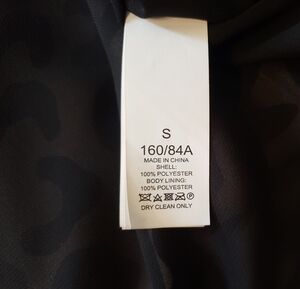 S
160/84A
MADE IN CHINA
SHELL:
100% POLYESTER
BODY LINING:
100% POLYESTER
DRY CLEAN ONLY